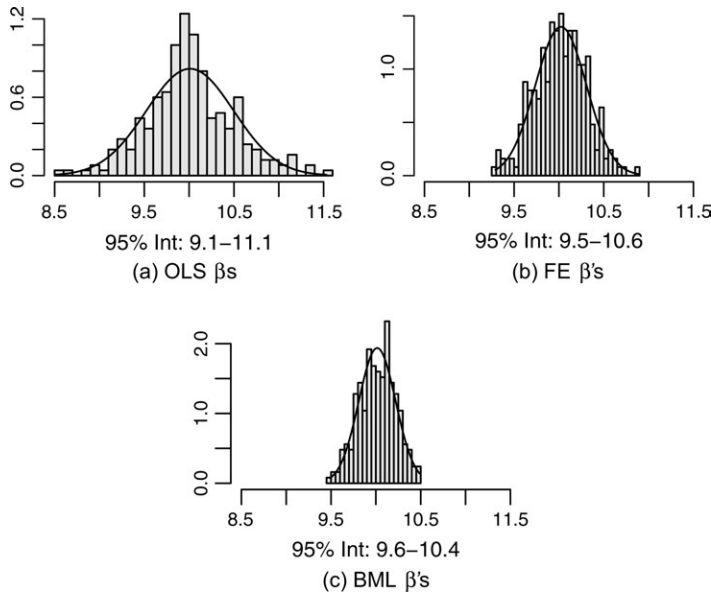 1.2
0.6
0.0
8.5 9.5 10.5 11.5
95% Int: 9.1–11.1
(a) OLS βs
1.0
0.0
8.5 9.5 10.5 11.5
95% Int: 9.5–10.6
(b) FE β's
2.0
1.0
0.0
8.5 9.5 10.5 11.5
95% Int: 9.6–10.4
(c) BML β's